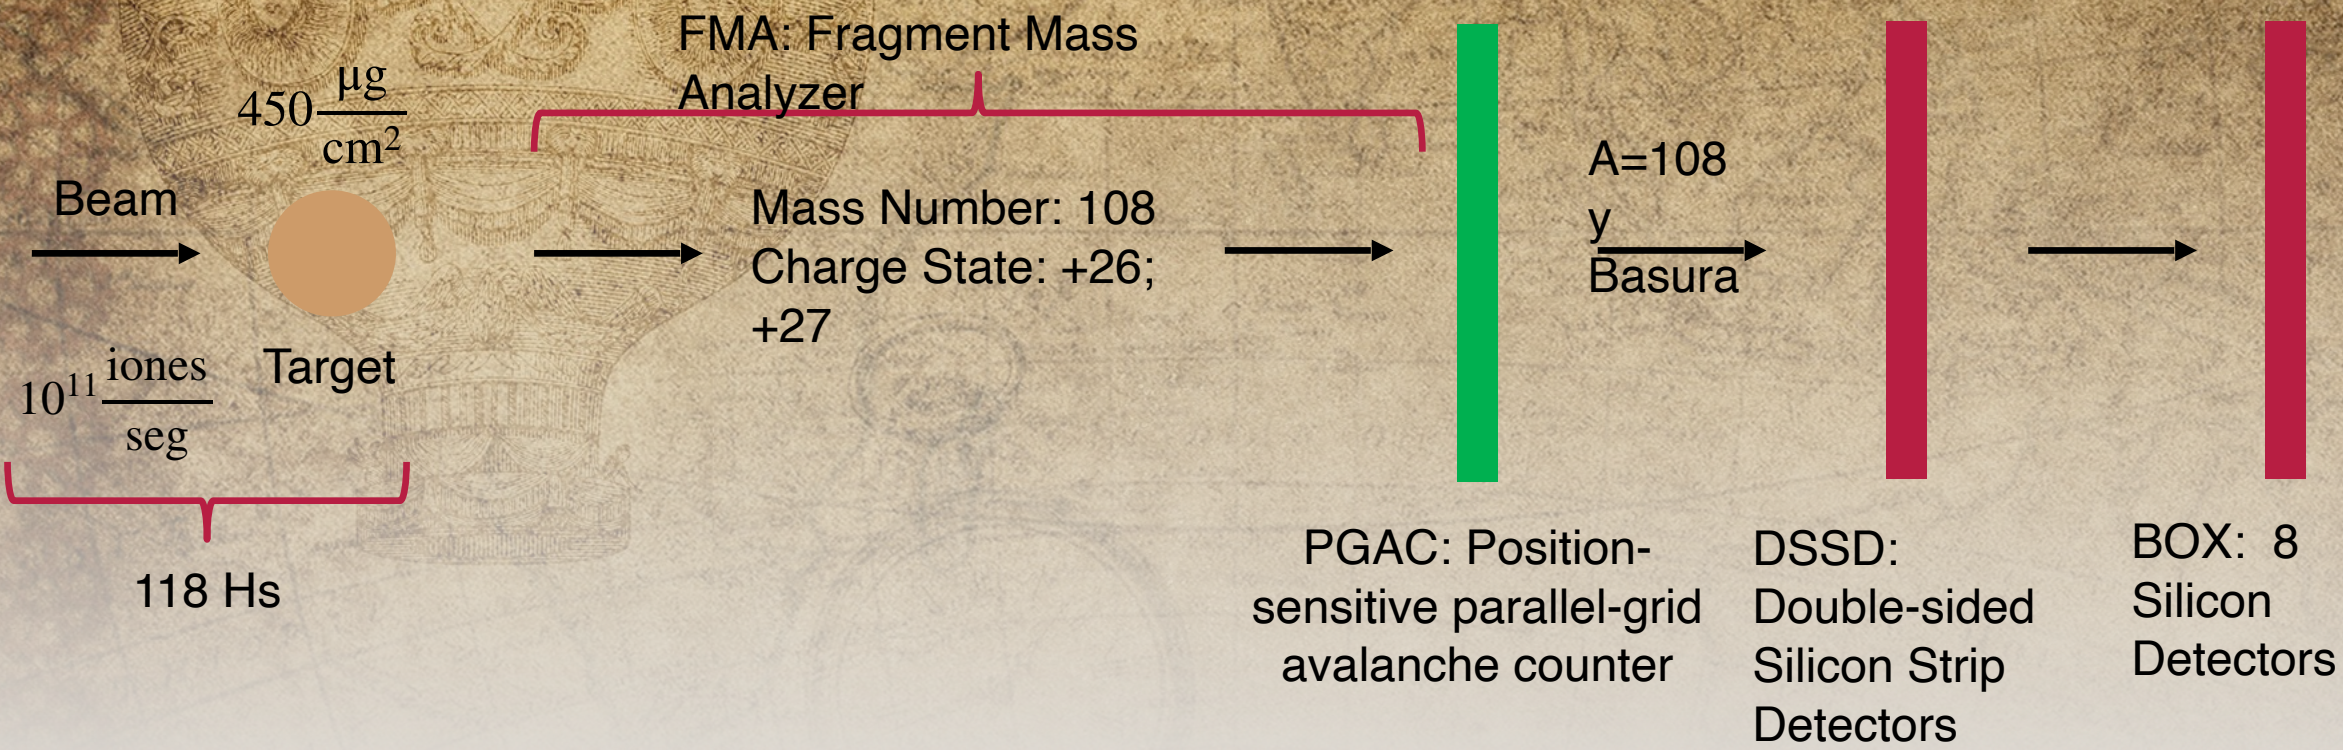 FMA: Fragment Mass
Analyzer
450 μg
cm²
Beam
Target
10¹¹ iones
seg
118 Hs
Mass Number: 108
Charge State: +26;
+27
A=108
y
Basura
PGAC: Position-
sensitive parallel-grid
avalanche counter
DSSD:
Double-sided
Silicon Strip
Detectors
BOX: 8
Silicon
Detectors